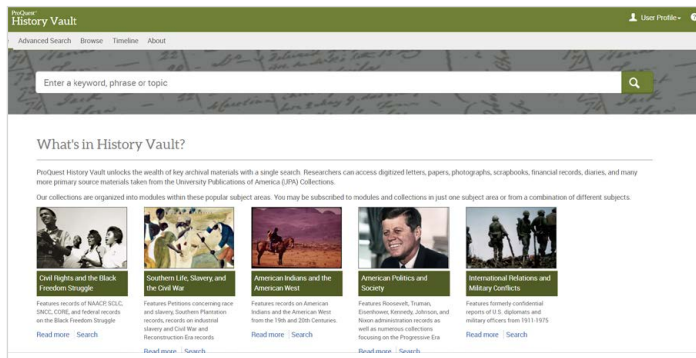 ProQuest
History Vault
User Profile
Advanced Search Browse Timeline About
Enter a keyword, phrase or topic
What's in History Vault?
ProQuest History Vault unlocks the wealth of key archival materials with a single search. Researchers can access digitized letters, papers, photographs, scrapbooks, financial records, diaries, and many
more primary source materials taken from the University Publications of America (UPA) Collections.
Our collections are organized into modules within these popular subject areas. You may be subscribed to modules and collections in just one subject area or from a combination of different subjects.
Civil Rights and the Black
Freedom Struggle
Features records of NAACP, SCLC,
SNCC, CORE, and federal records
on the Black Freedom Struggle
Read more Search
Southern Life, Slavery, and
the Civil War
Features Petitions concerning race
and slavery, Southern Plantation
records, records on industrial
slavery and Civil War and
Reconstruction Era records.
Read more Search
American Indians and the
American West
Features records on American
Indians and the American West
from the 19th and 20th Centuries.
Read more Search
American Politics and
Society
Features Roosevelt, Truman,
Eisenhower, Kennedy, Johnson, and
Nixon administration records as
well as numerous collections
focusing on the Progressive Era
Read more Search
International Relations and
Military Conflicts
Features formerly confidential
reports of U.S. diplomats and
military officers from 1911-1975
Read more Search